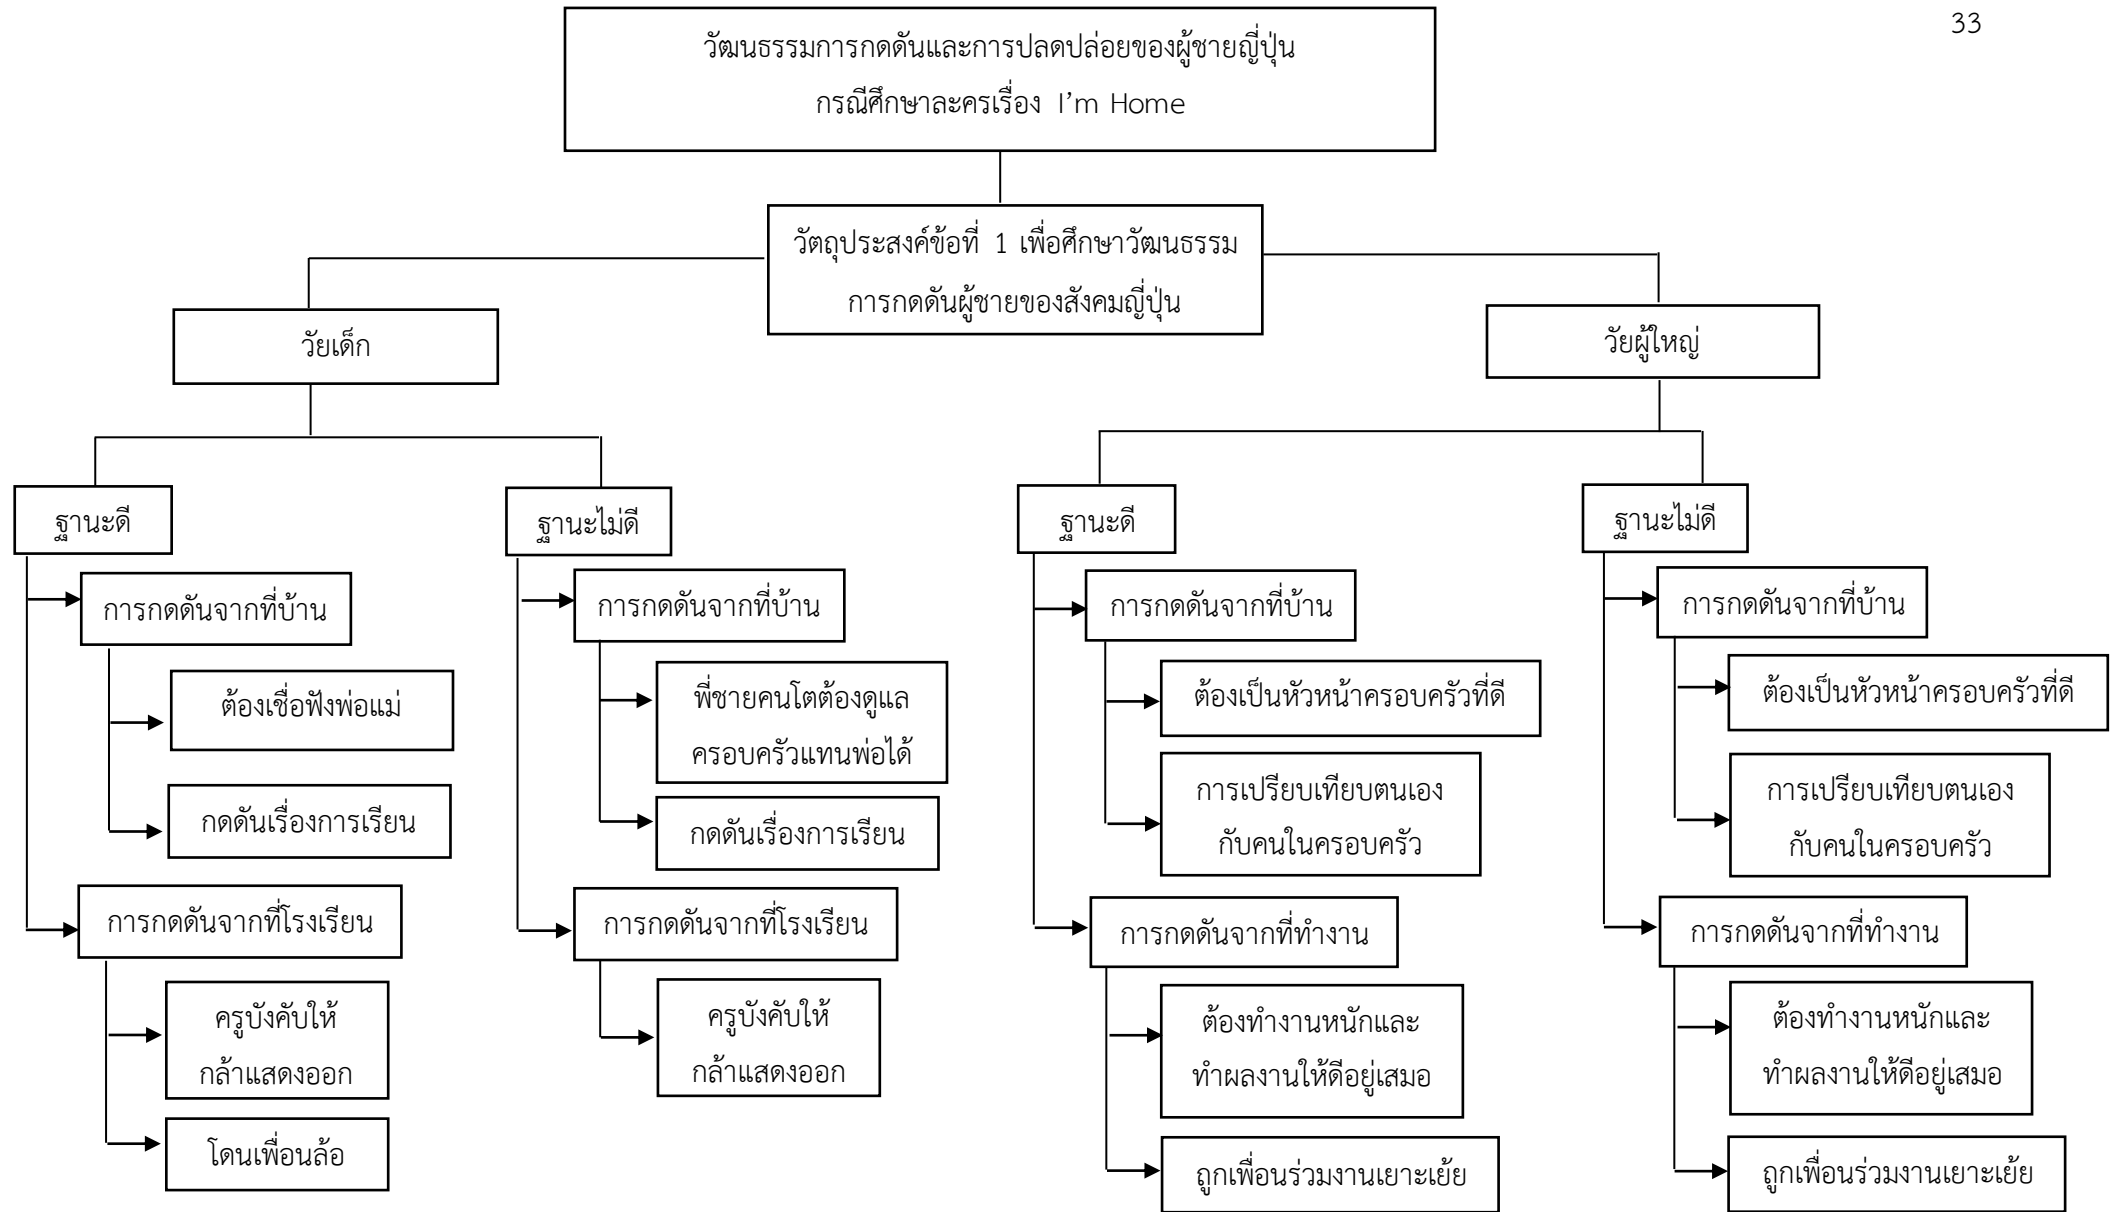 33
วัฒนธรรมการกดดันและการปลดปล่อยของผู้ชายญี่ปุ่น
กรณีศึกษาละครเรื่อง I’m Home
วัตถุประสงค์ข้อที่ 1 เพื่อศึกษาวัฒนธรรม
การกดดันผู้ชายของสังคมญี่ปุ่น
วัยเด็ก
ฐานะดี
การกดดันจากที่บ้าน
ต้องเชื่อฟังพ่อแม่
กดดันเรื่องการเรียน
การกดดันจากที่โรงเรียน
ครูบังคับให้
กล้าแสดงออก
โดนเพื่อนล้อ
ฐานะไม่ดี
การกดดันจากที่บ้าน
พี่ชายคนโตต้องดูแล
ครอบครัวแทนพ่อได้
กดดันเรื่องการเรียน
การกดดันจากที่โรงเรียน
ครูบังคับให้
กล้าแสดงออก
วัยผู้ใหญ่
ฐานะดี
การกดดันจากที่บ้าน
ต้องเป็นหัวหน้าครอบครัวที่ดี
การเปรียบเทียบตนเอง
กับคนในครอบครัว
การกดดันจากที่ทำงาน
ต้องทำงานหนักและ
ทำผลงานให้ดีอยู่เสมอ
ถูกเพื่อนร่วมงานเยาะเย้ย
ฐานะไม่ดี
การกดดันจากที่บ้าน
ต้องเป็นหัวหน้าครอบครัวที่ดี
การเปรียบเทียบตนเอง
กับคนในครอบครัว
การกดดันจากที่ทำงาน
ต้องทำงานหนักและ
ทำผลงานให้ดีอยู่เสมอ
ถูกเพื่อนร่วมงานเยาะเย้ย